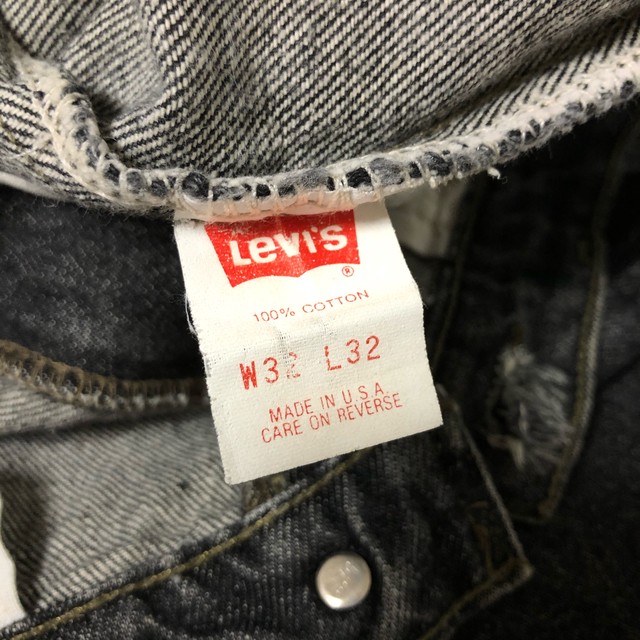 Levi's ®
100% COTTON
W32 L32
MADE IN U.S.A.
CARE ON REVERSE